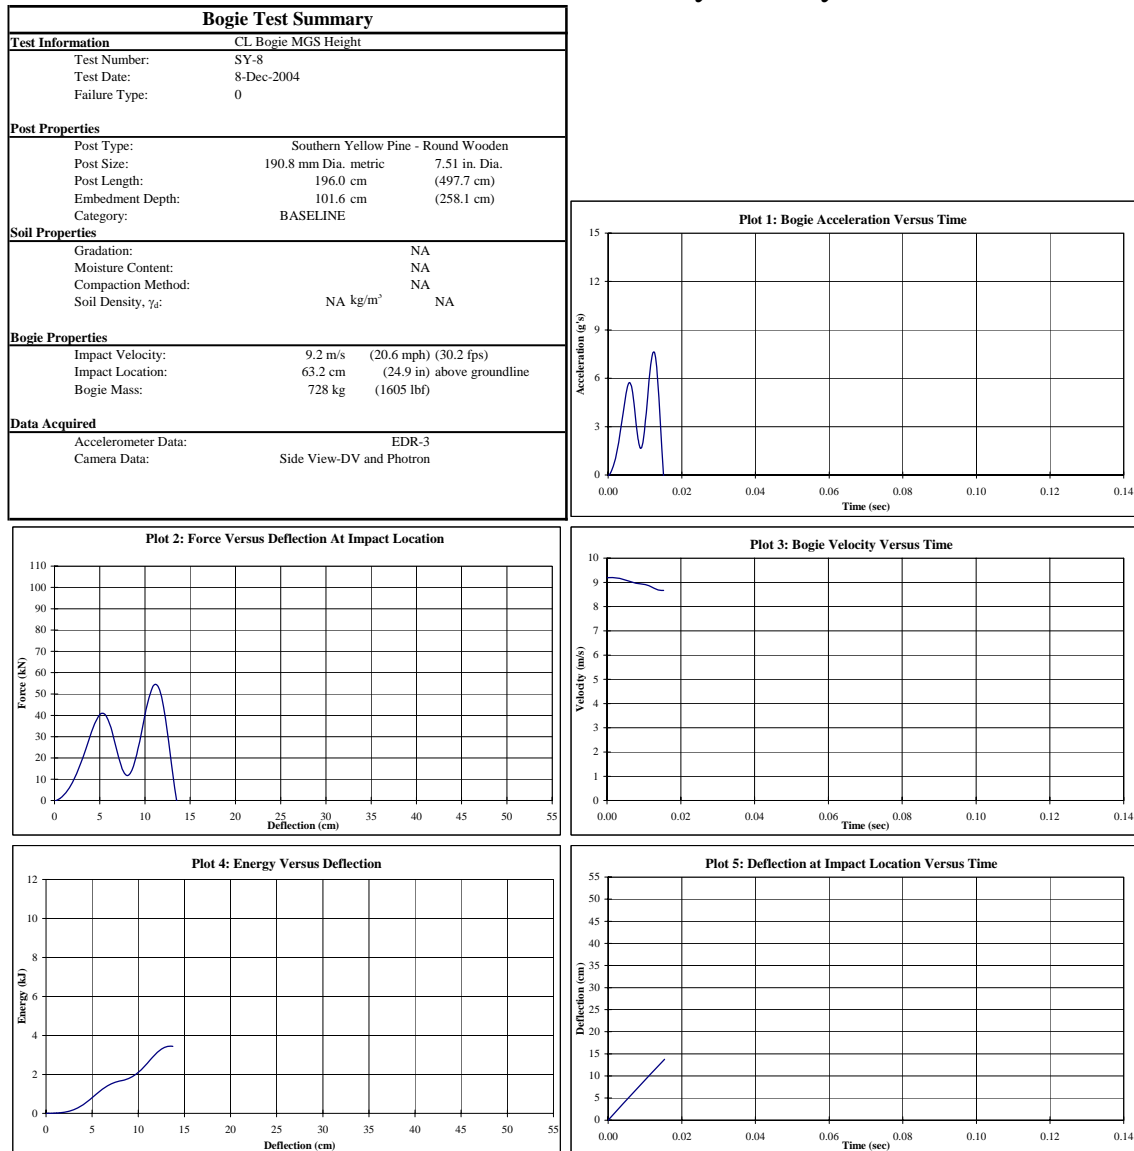 Bogie Test Summary
Test Information CL Bogie MGS Height
Test Number: SY-8
Test Date: 8-Dec-2004
Failure Type: 0
Post Properties
Post Type: Southern Yellow Pine - Round Wooden
Post Size: 190.8 mm Dia. metric 7.51 in. Dia.
Post Length: 196.0 cm (497.7 cm)
Embedment Depth: 101.6 cm (258.1 cm)
Category: BASELINE
Soil Properties
Gradation: NA
Moisture Content: NA
Compaction Method: NA
Soil Density, γd: NA kg/m³ NA
Bogie Properties
Impact Velocity: 9.2 m/s (20.6 mph) (30.2 fps)
Impact Location: 63.2 cm (24.9 in) above groundline
Bogie Mass: 728 kg (1605 lbf)
Data Acquired
Accelerometer Data: EDR-3
Camera Data: Side View-DV and Photron
Plot 1: Bogie Acceleration Versus Time
15
12
9
6
3
0
Acceleration (g's)
0.00 0.02 0.04 0.06 0.08 0.10 0.12 0.14
Time (sec)
Plot 2: Force Versus Deflection At Impact Location
110
100
90
80
70
60
50
40
30
20
10
0
Force (kN)
0 5 10 15 20 25 30 35 40 45 50 55
Deflection (cm)
Plot 3: Bogie Velocity Versus Time
10
9
8
7
6
5
4
3
2
1
0
Velocity (m/s)
0.00 0.02 0.04 0.06 0.08 0.10 0.12 0.14
Time (sec)
Plot 4: Energy Versus Deflection
12
10
8
6
4
2
0
Energy (kJ)
0 5 10 15 20 25 30 35 40 45 50 55
Deflection (cm)
Plot 5: Deflection at Impact Location Versus Time
55
50
45
40
35
30
25
20
15
10
5
0
Deflection (cm)
0.00 0.02 0.04 0.06 0.08 0.10 0.12 0.14
Time (sec)